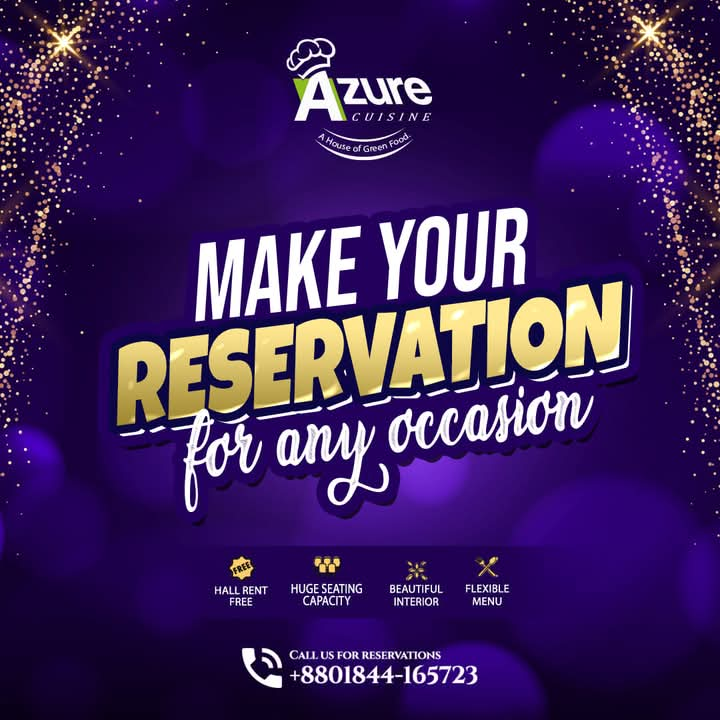 Azure
CUISINE
A House of Green Food.
MAKE YOUR
RESERVATION
for any occasion
FREE
HALL RENT
FREE
HUGE SEATING
CAPACITY
BEAUTIFUL
INTERIOR
FLEXIBLE
MENU
CALL US FOR RESERVATIONS
+8801844-165723